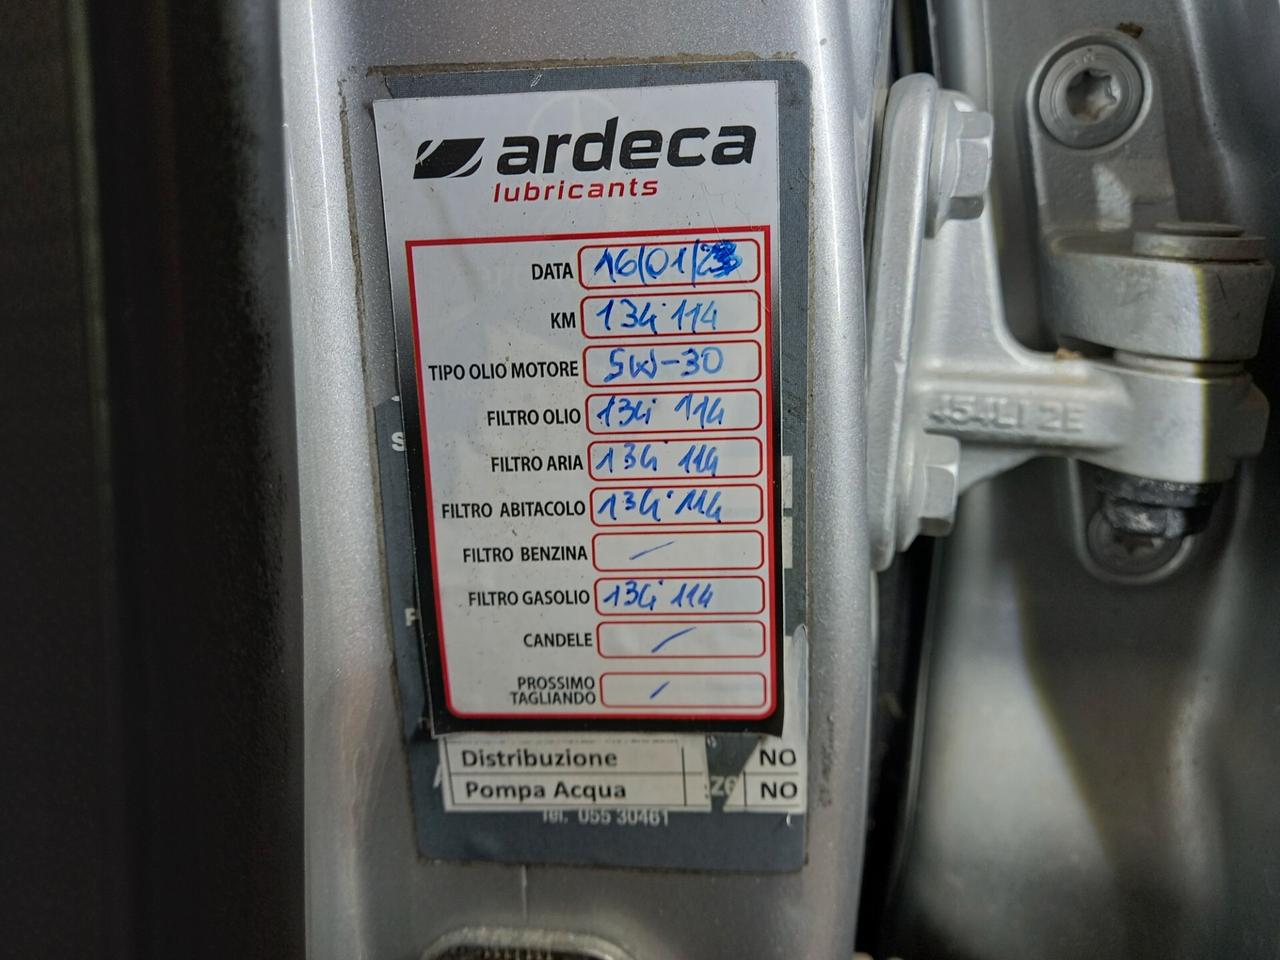 ardeca
lubricants
DATA 16/01/23
KM 134'114
TIPO OLIO MOTORE 5W-30
FILTRO OLIO 134'114
FILTRO ARIA 134'114
FILTRO ABITACOLO 134'114
FILTRO BENZINA /
FILTRO GASOLIO 134'114
CANDELE /
PROSSIMO
TAGLIANDO /
Distribuzione NO
Pompa Acqua NO
Tel. 055 30461